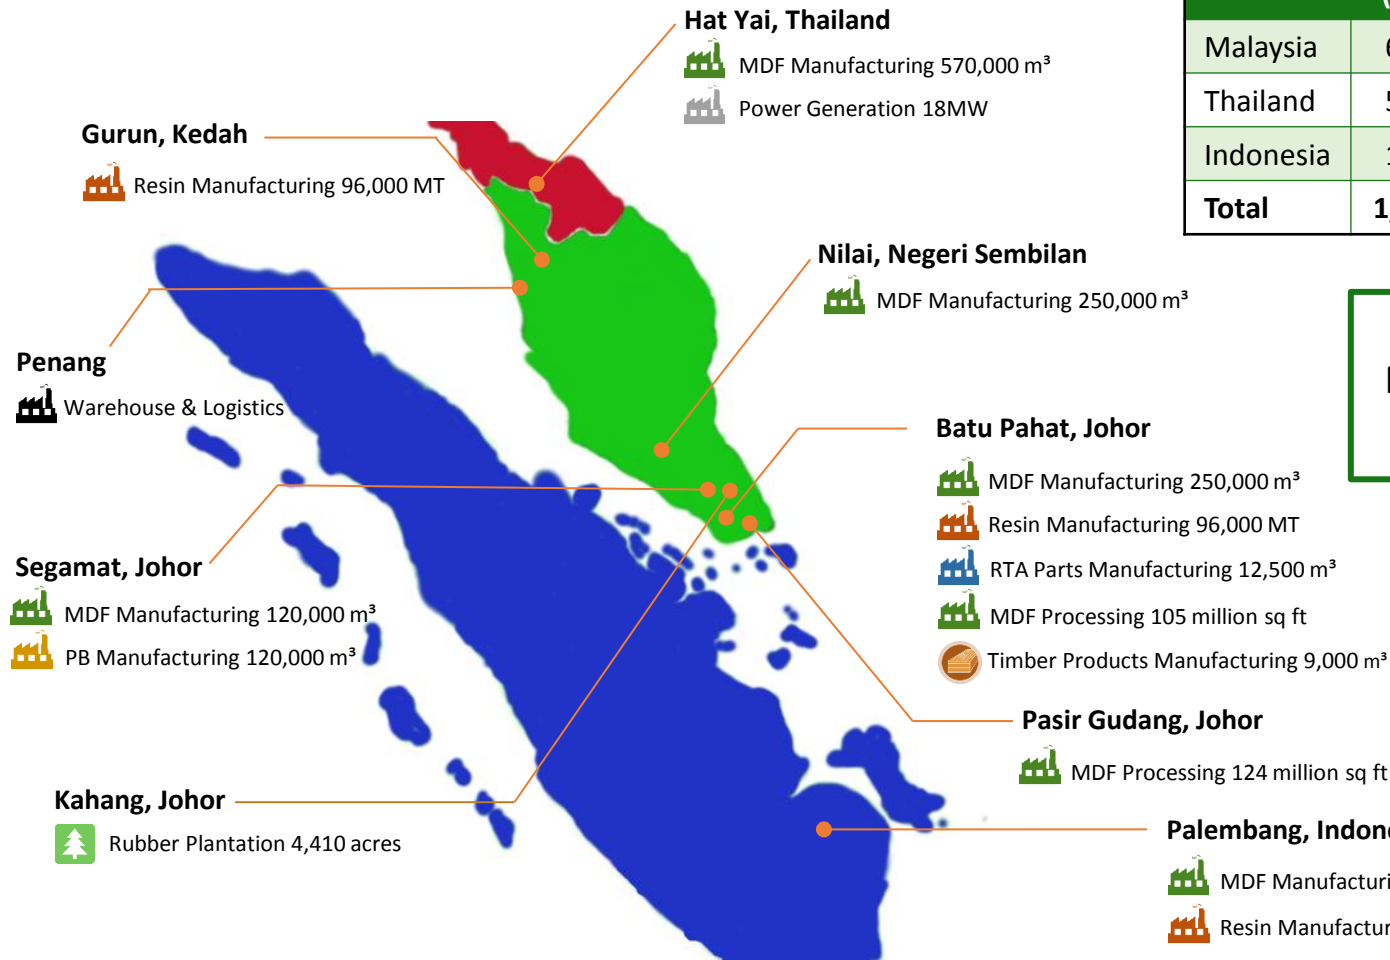 Hat Yai, Thailand
MDF Manufacturing 570,000 m³
Power Generation 18MW
Malaysia
Thailand
Indonesia
Total
Gurun, Kedah
Resin Manufacturing 96,000 MT
Nilai, Negeri Sembilan
MDF Manufacturing 250,000 m³
Penang
Warehouse & Logistics
Batu Pahat, Johor
MDF Manufacturing 250,000 m³
Resin Manufacturing 96,000 MT
RTA Parts Manufacturing 12,500 m³
MDF Processing 105 million sq ft
Timber Products Manufacturing 9,000 m³
Segamat, Johor
MDF Manufacturing 120,000 m³
PB Manufacturing 120,000 m³
Pasir Gudang, Johor
MDF Processing 124 million sq ft
Kahang, Johor
Rubber Plantation 4,410 acres
Palembang,
MDF
Resin